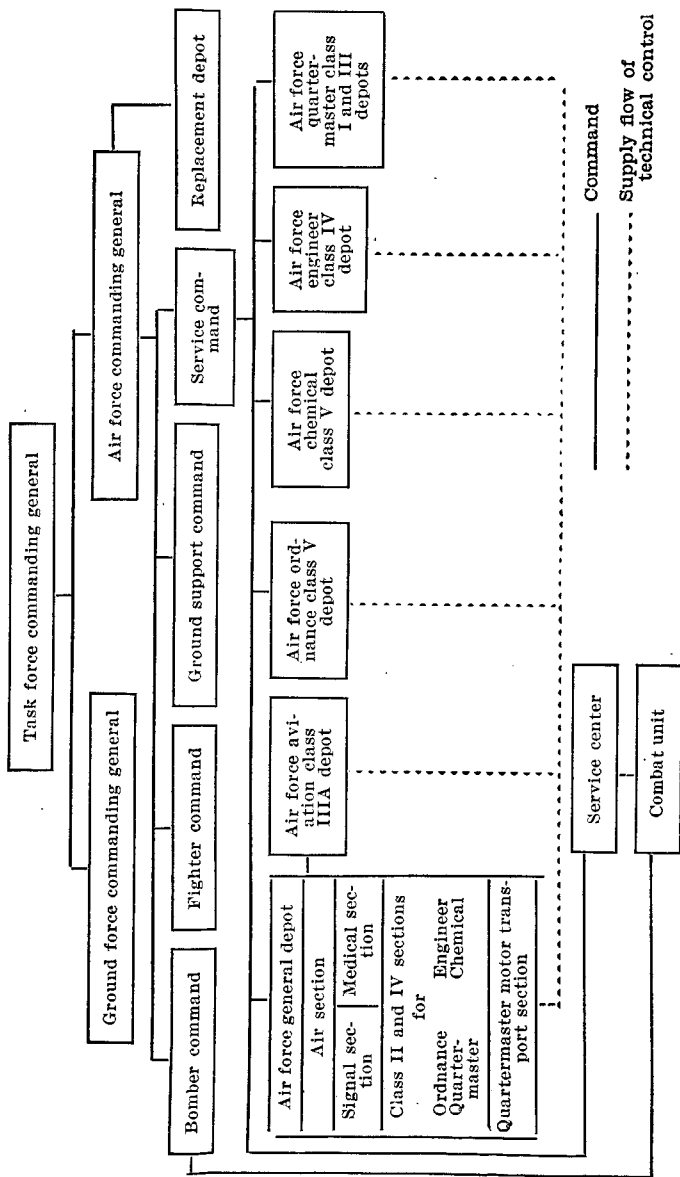 Task force commanding general
Ground force commanding general
Air force commanding general
Bomber command
Fighter command
Ground support command
Service com-
mand
Replacement depot
Air force general depot
Air section
Signal sec-
tion
Medical sec-
tion
Class II and IV sections
for
Ordnance
Quarter-
master
Engineer
Chemical
Quartermaster motor trans-
port section
Air force avi-
ation class
IIIA depot
Air force ord-
nance class V
depot
Air force
chemical
class V depot
Air force
engineer
class IV
depot
Air force
quarter-
master class
I and III
depots
Service center
Combat unit
Command
Supply flow of
technical control